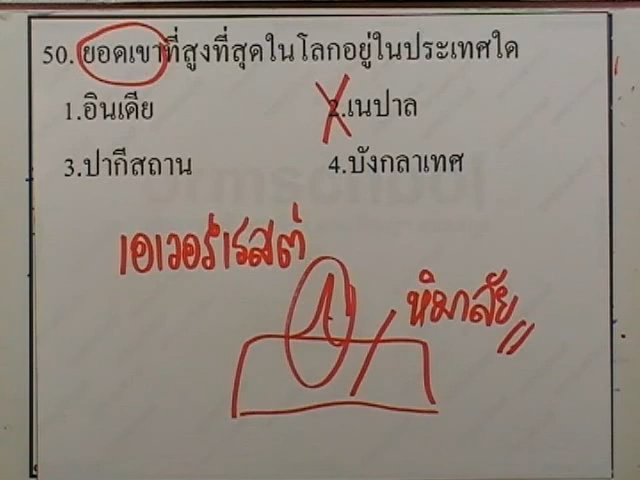 50. ยอดเขาที่สูงที่สุดในโลกอยู่ในประเทศใด
1.อินเดีย 2.เนปาล
3.ปากีสถาน 4.บังกลาเทศ
เอเวอร์เรสต์
หิมาลัย